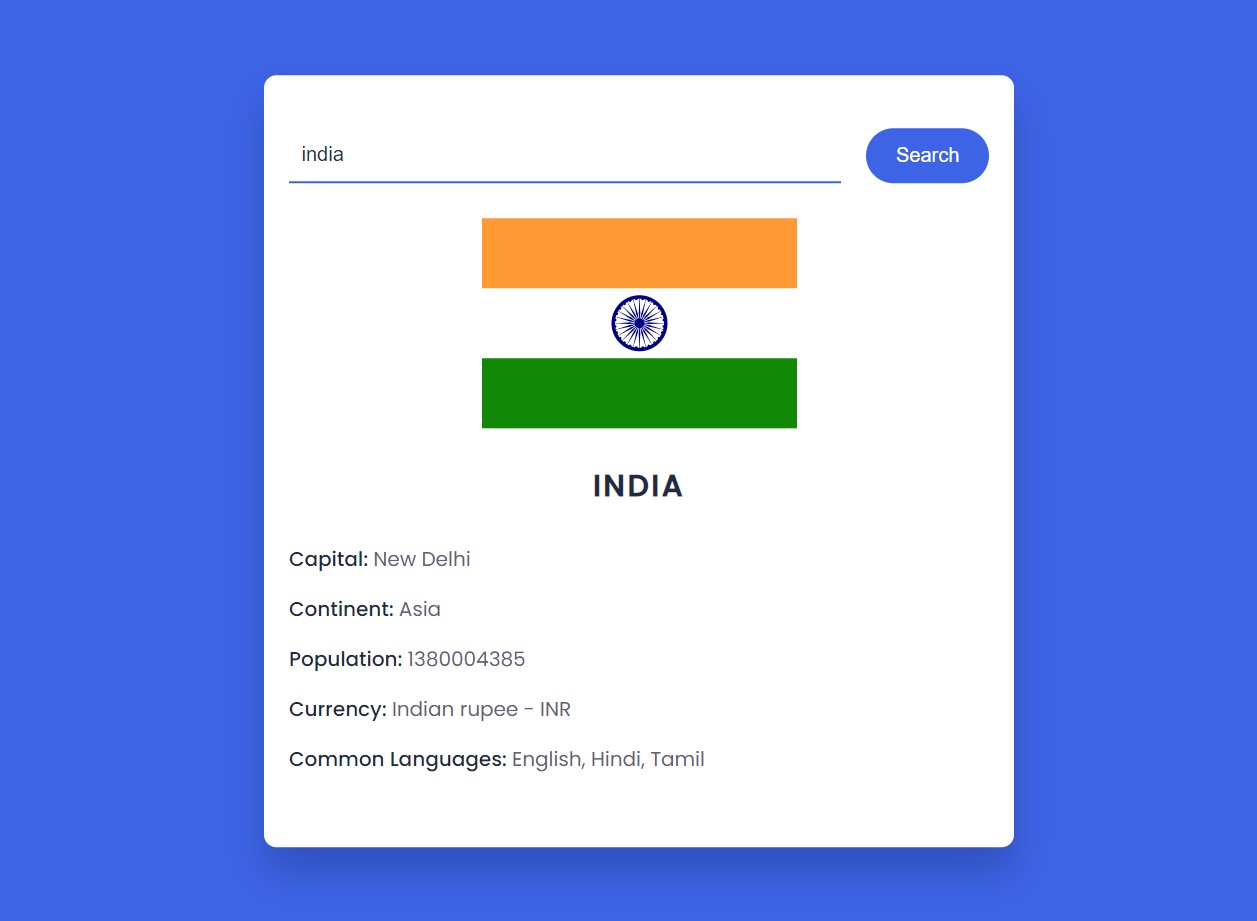 india
Search
INDIA
Capital: New Delhi
Continent: Asia
Population: 1380004385
Currency: Indian rupee - INR
Common Languages: English, Hindi, Tamil